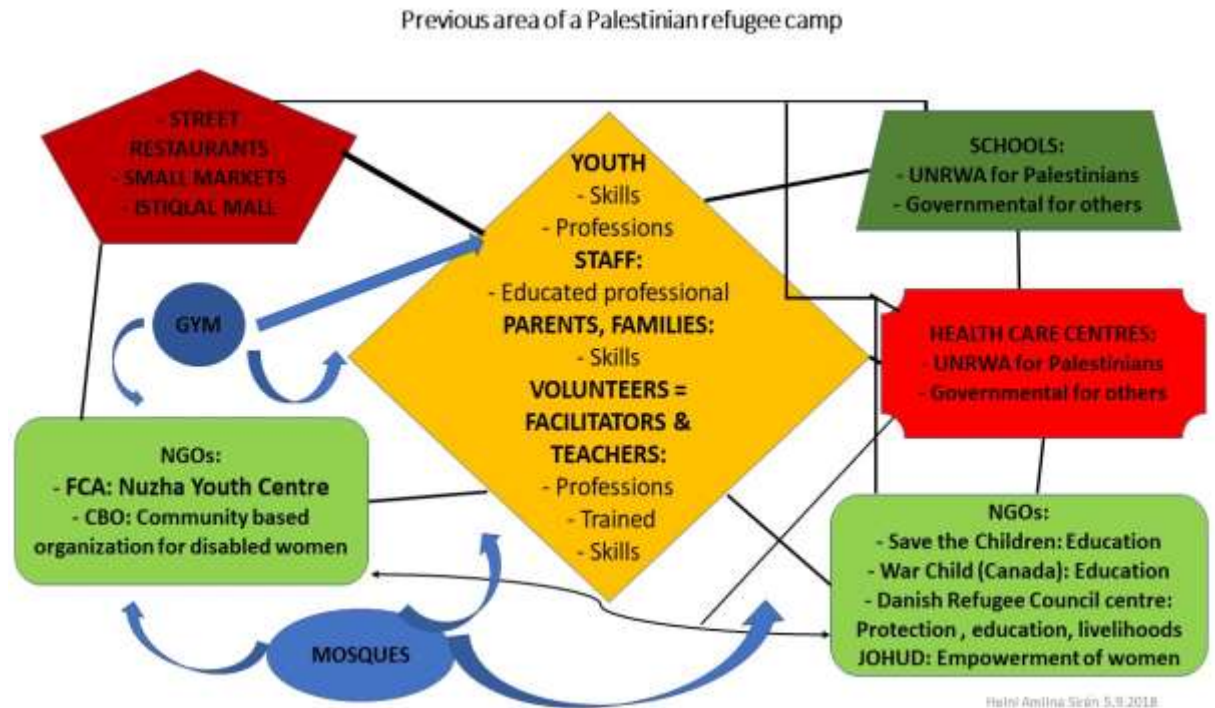 Previous area of a Palestinian refugee camp
- STREET
RESTAURANTS
- SMALL MARKETS
- ISTIQLAL MALL
YOUTH
- Skills
- Professions
STAFF:
- Educated professional
PARENTS, FAMILIES:
- Skills
VOLUNTEERS =
FACILITATORS &
TEACHERS:
- Professions
- Trained
- Skills
SCHOOLS:
- UNRWA for Palestinians
- Governmental for others
GYM
HEALTH CARE CENTRES:
- UNRWA for Palestinians
- Governmental for others
NGOs:
- FCA: Nuzha Youth Centre
- CBO: Community based
organization for disabled women
NGOs:
- Save the Children: Education
- War Child (Canada): Education
- Danish Refugee Council centre:
Protection , education, livelihoods
JOHUD: Empowerment of women
MOSQUES
Heini Amiina Sirén 5.9.2018